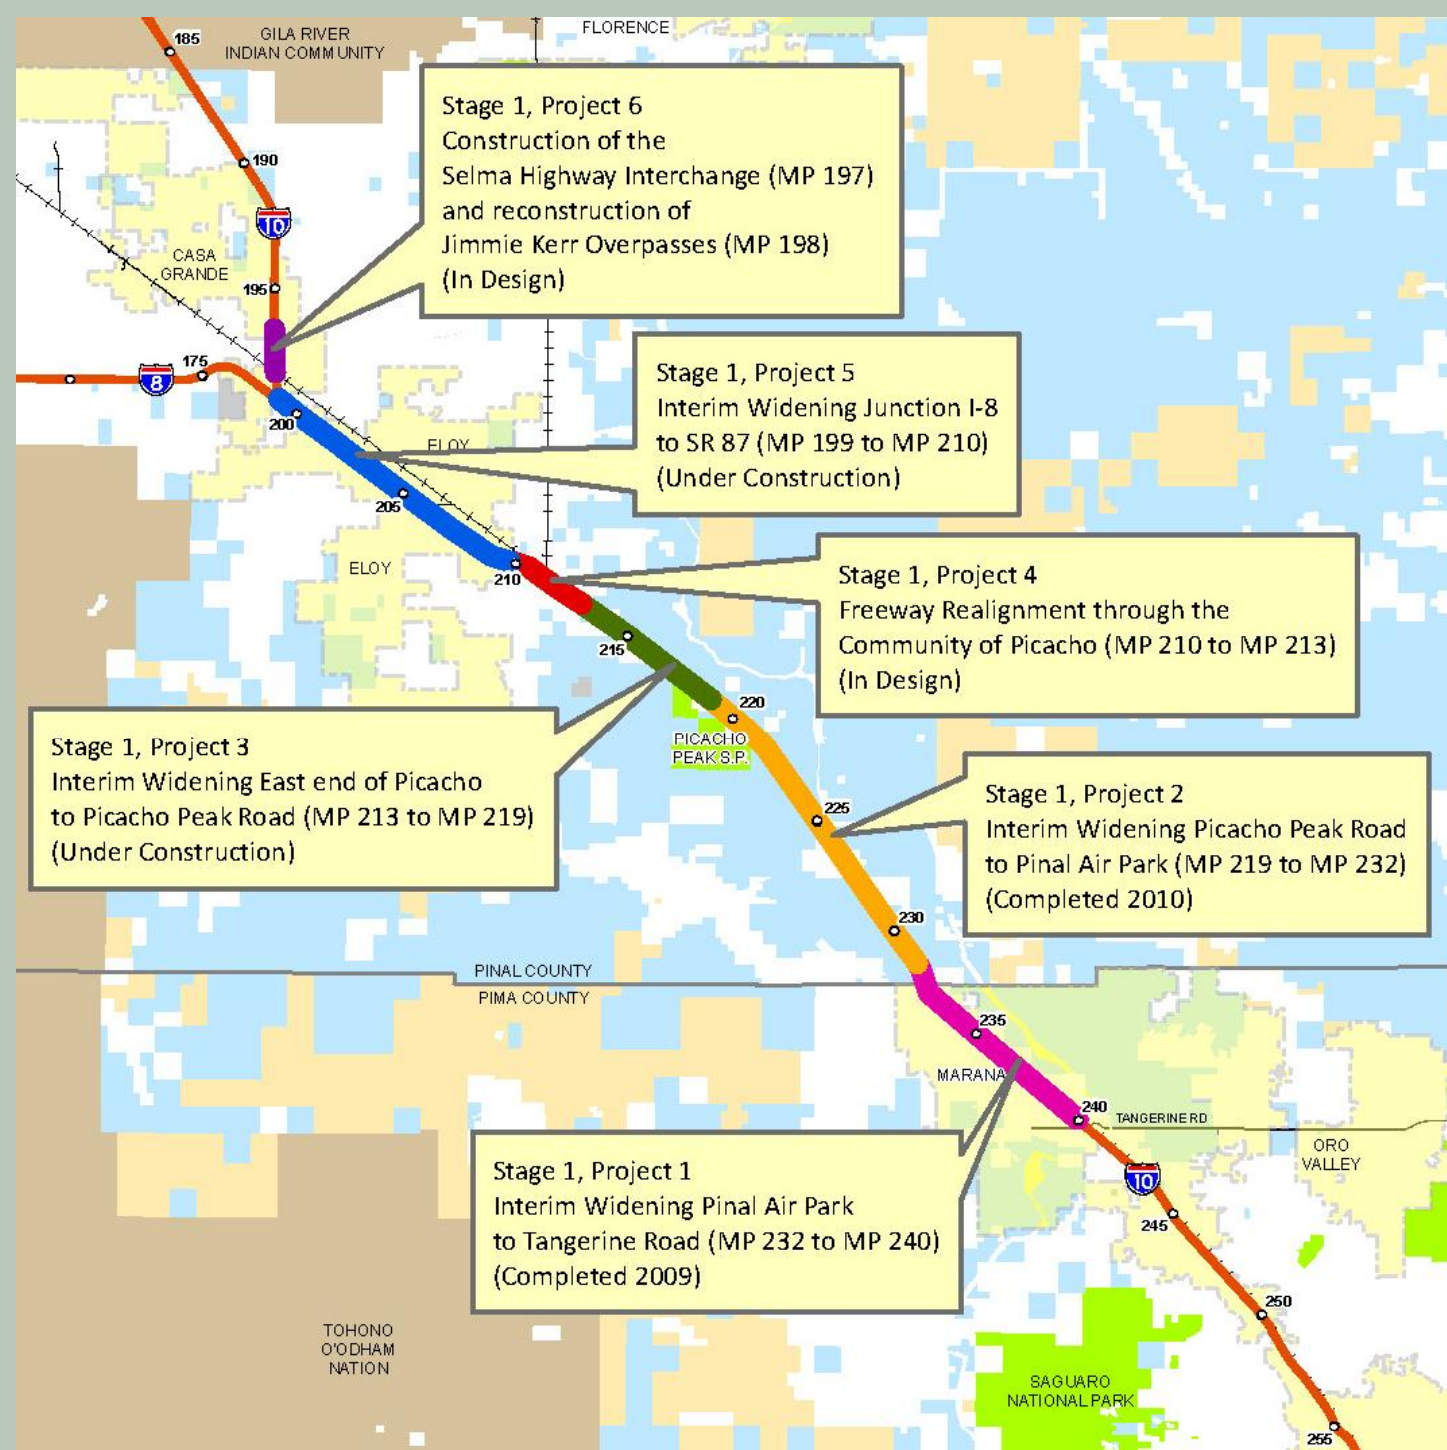 185
GILA RIVER
INDIAN COMMUNITY
FLORENCE
Stage 1, Project 6
Construction of the
Selma Highway Interchange (MP 197)
and reconstruction of
Jimmie Kerr Overpasses (MP 198)
(In Design)
190
10
CASA
GRANDE
195
175
8
Stage 1, Project 5
Interim Widening Junction I-8
to SR 87 (MP 199 to MP 210)
(Under Construction)
200
ELOY
205
ELOY
210
Stage 1, Project 4
Freeway Realignment through the
Community of Picacho (MP 210 to MP 213)
(In Design)
215
220
PICACHO
PEAK S.P.
Stage 1, Project 3
Interim Widening East end of Picacho
to Picacho Peak Road (MP 213 to MP 219)
(Under Construction)
225
Stage 1, Project 2
Interim Widening Picacho Peak Road
to Pinal Air Park (MP 219 to MP 232)
(Completed 2010)
230
PINAL COUNTY
PIMA COUNTY
235
MARANA
240
TANGERINE RD
ORO
VALLEY
Stage 1, Project 1
Interim Widening Pinal Air Park
to Tangerine Road (MP 232 to MP 240)
(Completed 2009)
10
245
250
TOHONO
O'ODHAM
NATION
SAGUARO
NATIONAL PARK
255